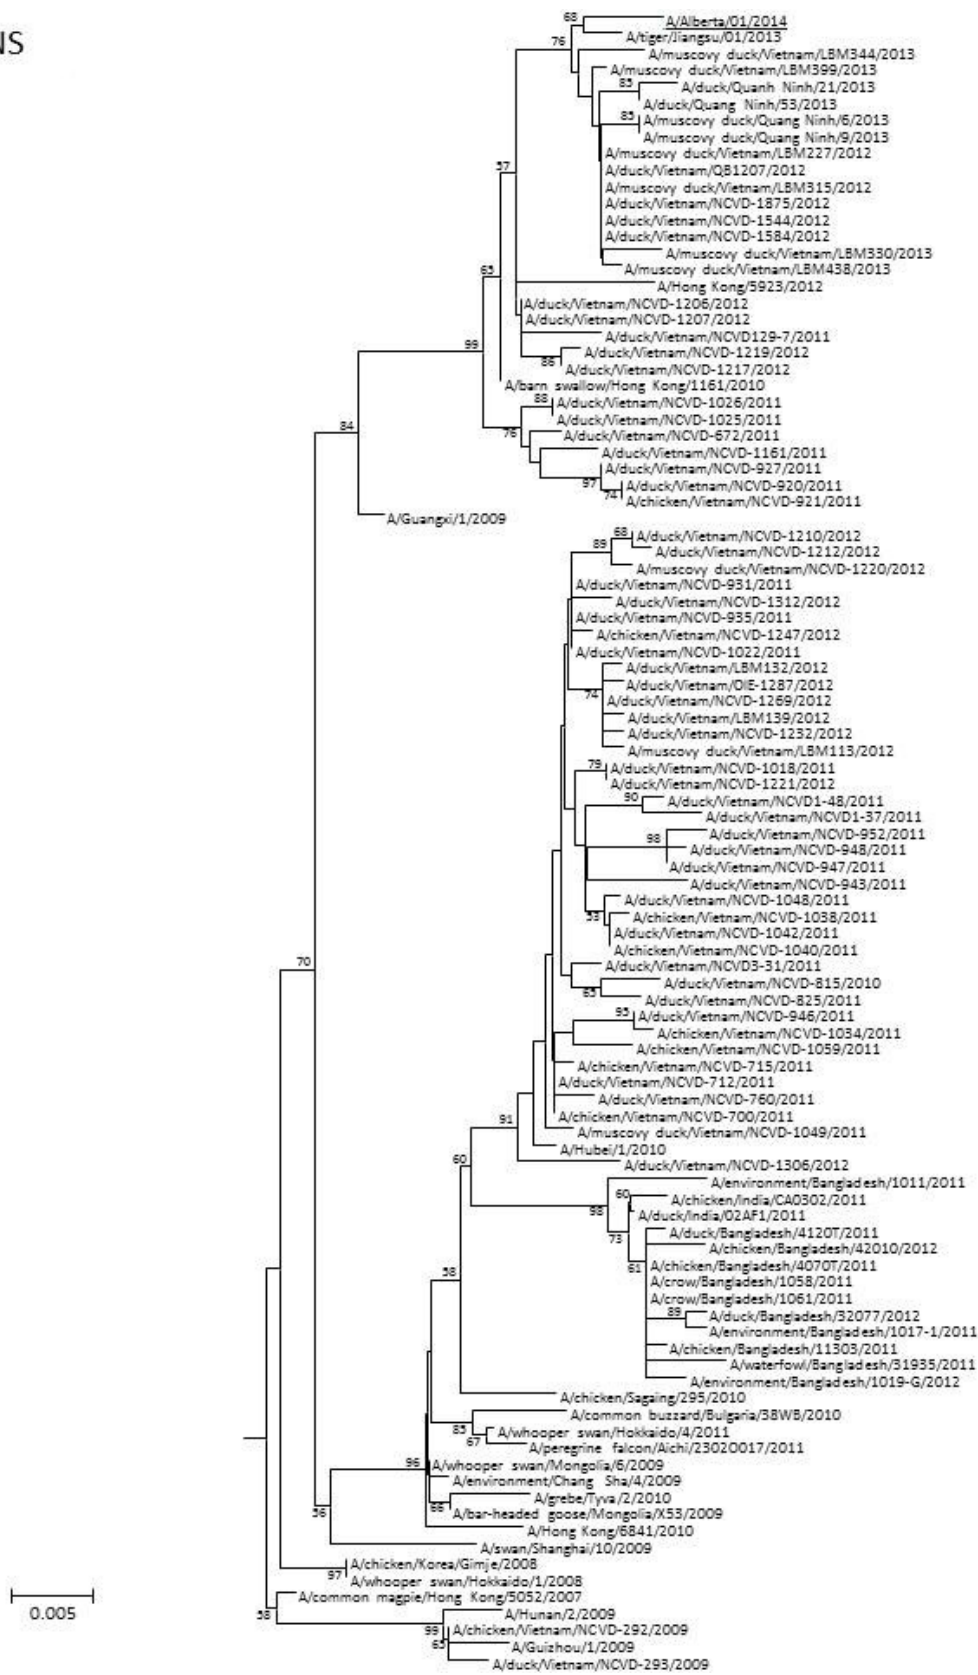 NS
68
A/Alberta/01/2014
A/tiger/Jiangsu/01/2013
76
A/muscovy duck/Vietnam/LBM344/2013
A/muscovy duck/Vietnam/LBM399/2013
85
A/duck/Quanh Ninh/21/2013
A/duck/Quang Ninh/53/2013
85
A/muscovy duck/Quang Ninh/6/2013
A/muscovy duck/Quang Ninh/9/2013
A/muscovy duck/Vietnam/LBM227/2012
57
A/duck/Vietnam/QB1207/2012
A/muscovy duck/Vietnam/LBM315/2012
A/duck/Vietnam/NCVD-1875/2012
A/duck/Vietnam/NCVD-1544/2012
A/duck/Vietnam/NCVD-1584/2012
A/muscovy duck/Vietnam/LBM330/2013
63
A/muscovy duck/Vietnam/LBM438/2013
A/Hong Kong/5923/2012
A/duck/Vietnam/NCVD-1206/2012
A/duck/Vietnam/NCVD-1207/2012
A/duck/Vietnam/NCVD129-7/2011
99
A/duck/Vietnam/NCVD-1219/2012
86
A/duck/Vietnam/NCVD-1217/2012
A/barn swallow/Hong Kong/1161/2010
88
A/duck/Vietnam/NCVD-1026/2011
A/duck/Vietnam/NCVD-1025/2011
84
76
A/duck/Vietnam/NCVD-672/2011
A/duck/Vietnam/NCVD-1161/2011
A/duck/Vietnam/NCVD-927/2011
97
A/duck/Vietnam/NCVD-920/2011
74
A/chicken/Vietnam/NCVD-921/2011
A/Guangxi/1/2009
68
A/duck/Vietnam/NCVD-1210/2012
89
A/duck/Vietnam/NCVD-1212/2012
A/muscovy duck/Vietnam/NCVD-1220/2012
A/duck/Vietnam/NCVD-931/2011
A/duck/Vietnam/NCVD-1312/2012
A/duck/Vietnam/NCVD-935/2011
A/chicken/Vietnam/NCVD-1247/2012
A/duck/Vietnam/NCVD-1022/2011
A/duck/Vietnam/LBM132/2012
A/duck/Vietnam/OIE-1287/2012
74
A/duck/Vietnam/NCVD-1269/2012
A/duck/Vietnam/LBM139/2012
A/duck/Vietnam/NCVD-1232/2012
A/muscovy duck/Vietnam/LBM113/2012
79
A/duck/Vietnam/NCVD-1018/2011
A/duck/Vietnam/NCVD-1221/2012
90
A/duck/Vietnam/NCVD1-48/2011
A/duck/Vietnam/NCVD1-37/2011
98
A/duck/Vietnam/NCVD-952/2011
A/duck/Vietnam/NCVD-948/2011
A/duck/Vietnam/NCVD-947/2011
A/duck/Vietnam/NCVD-943/2011
A/duck/Vietnam/NCVD-1048/2011
53
A/chicken/Vietnam/NCVD-1038/2011
A/duck/Vietnam/NCVD-1042/2011
A/chicken/Vietnam/NCVD-1040/2011
70
A/duck/Vietnam/NCVD3-31/2011
A/duck/Vietnam/NCVD-815/2010
65
A/duck/Vietnam/NCVD-825/2011
95
A/duck/Vietnam/NCVD-946/2011
A/chicken/Vietnam/NCVD-1034/2011
A/chicken/Vietnam/NCVD-1059/2011
A/chicken/Vietnam/NCVD-715/2011
A/duck/Vietnam/NCVD-712/2011
A/duck/Vietnam/NCVD-760/2011
91
A/chicken/Vietnam/NCVD-700/2011
A/muscovy duck/Vietnam/NCVD-1049/2011
A/Hubei/1/2010
60
A/duck/Vietnam/NCVD-1306/2012
A/environment/Bangladesh/1011/2011
60
A/chicken/India/CA0302/2011
98
A/duck/India/02AF1/2011
73
A/duck/Bangladesh/4120T/2011
A/chicken/Bangladesh/42010/2012
61
A/chicken/Bangladesh/4070T/2011
58
A/crow/Bangladesh/1058/2011
A/crow/Bangladesh/1061/2011
89
A/duck/Bangladesh/32077/2012
A/environment/Bangladesh/1017-1/2011
A/chicken/Bangladesh/11303/2011
A/waterfowl/Bangladesh/31935/2011
A/environment/Bangladesh/1019-G/2012
A/chicken/Sagaing/295/2010
A/common buzzard/Bulgaria/38WB/2010
85
A/whooper swan/Hokkaido/4/2011
67
A/peregrine falcon/Aichi/2302O017/2011
96
A/whooper swan/Mongolia/6/2009
A/environment/Chang Sha/4/2009
A/grebe/Tyva/2/2010
66
A/bar-headed goose/Mongolia/X53/2009
56
A/Hong Kong/6841/2010
A/swan/Shanghai/10/2009
A/chicken/Korea/Gimje/2008
97
A/whooper swan/Hokkaido/1/2008
A/common magpie/Hong Kong/5052/2007
0.005
58
A/Hunan/2/2009
99
A/chicken/Vietnam/NCVD-292/2009
65
A/Guizhou/1/2009
A/duck/Vietnam/NCVD-293/2009